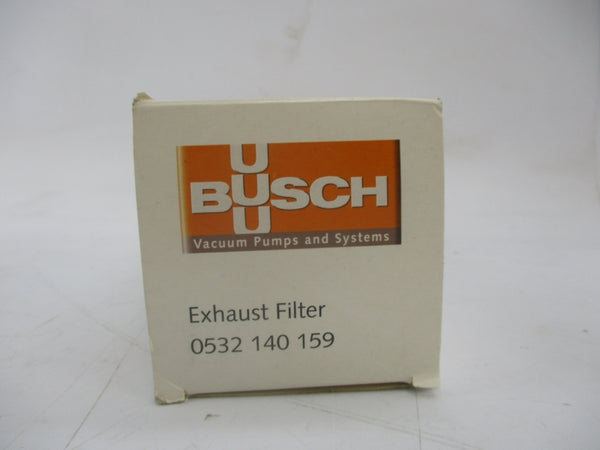 BUSCH
U
U
Vacuum Pumps and Systems
Exhaust Filter
0532 140 159